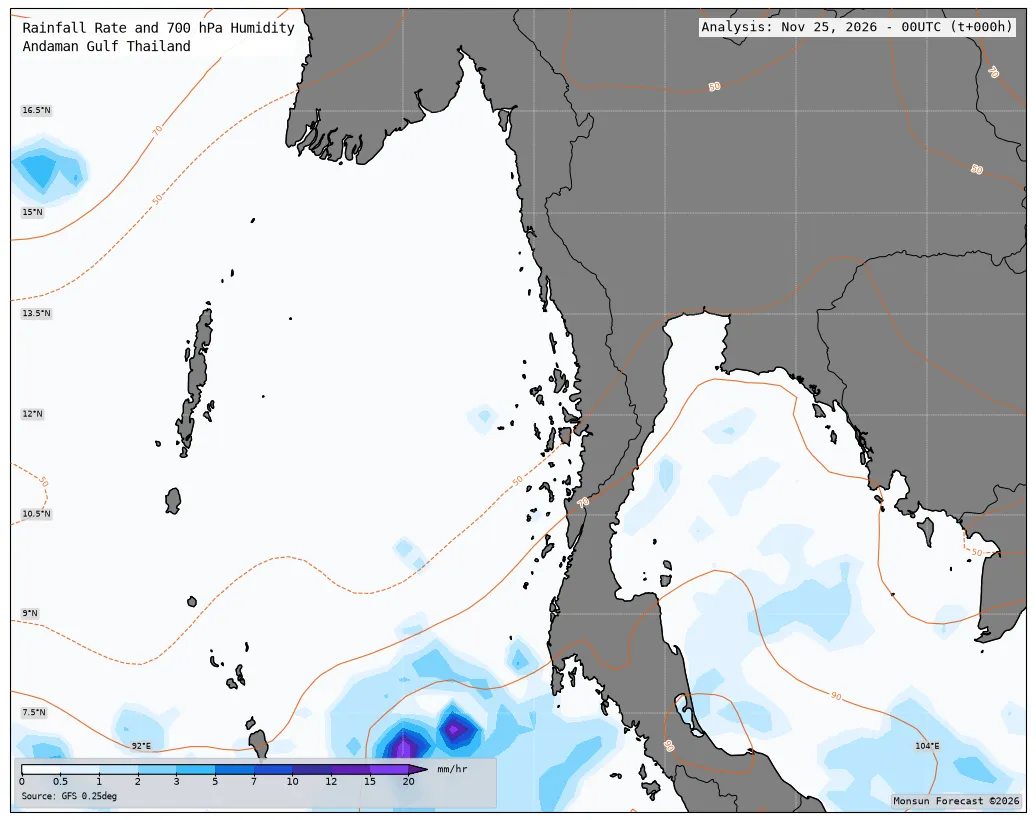 Rainfall Rate and 700 hPa Humidity
Andaman Gulf Thailand
Analysis: Nov 25, 2026 - 00UTC (t+000h)
70
50
70
16.5°N
50
50
15°N
13.5°N
12°N
50
50
70
10.5°N
50
9°N
90
7.5°N
92°E
90
104°E
mm/hr
0 0.5 1 2 3 5 7 10 12 15 20
Source: GFS 0.25deg
Monsun Forecast ©2026